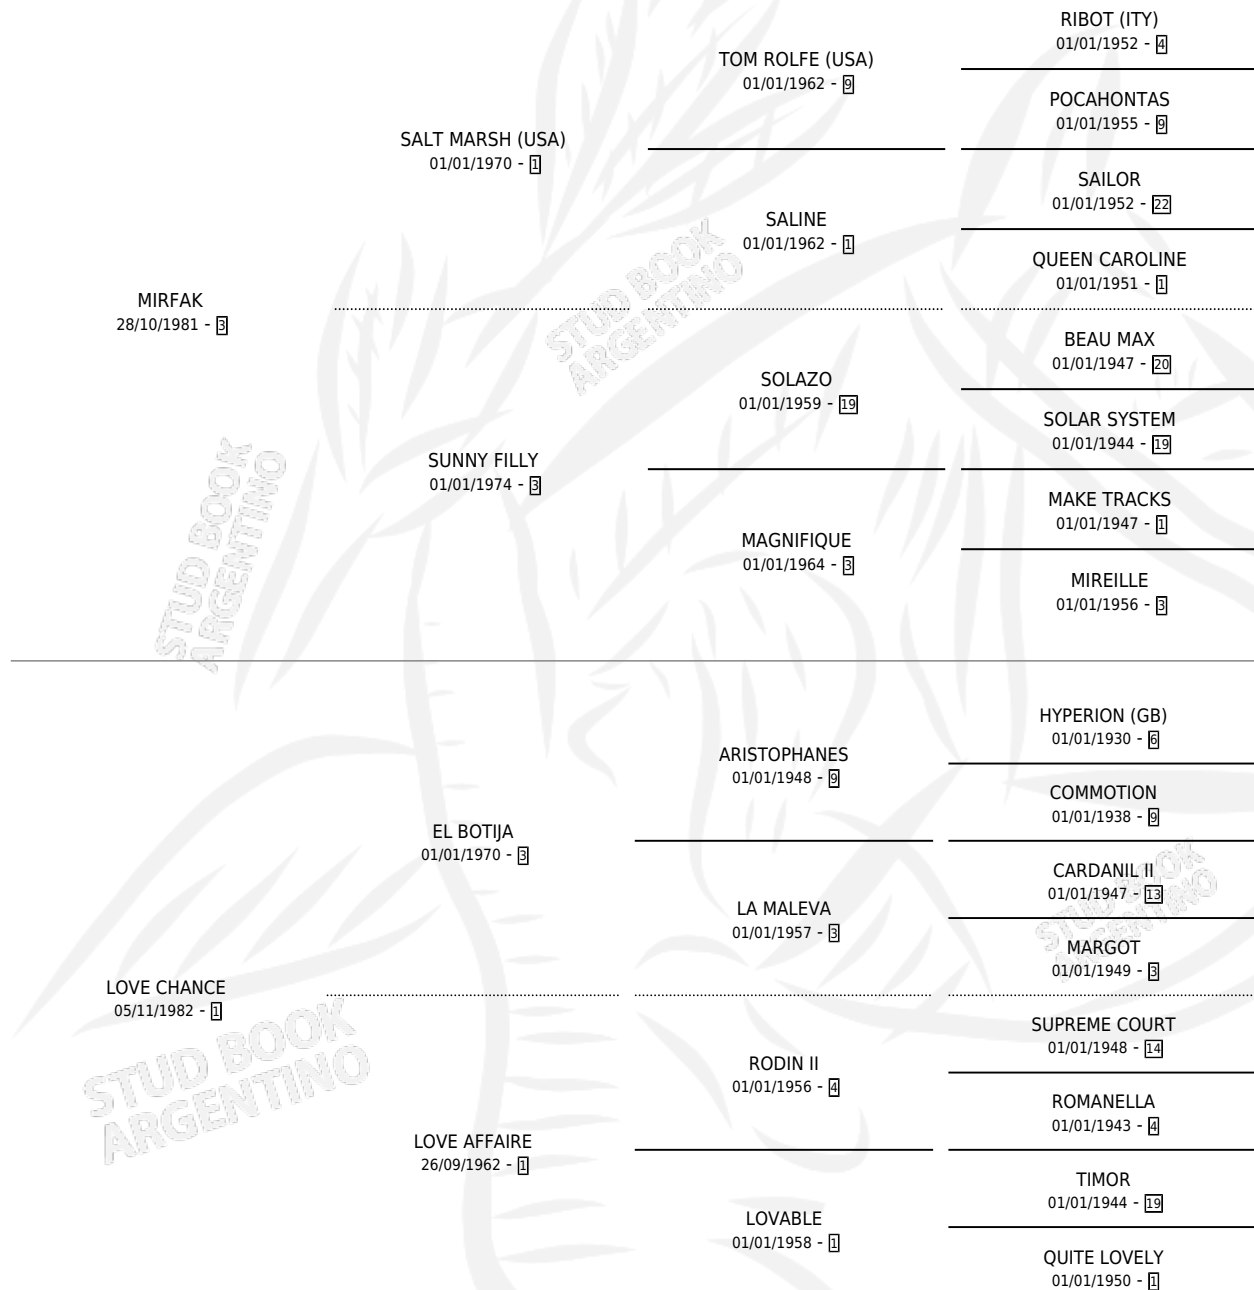 RIBOT (ITY)
01/01/1952 - 4
TOM ROLFE (USA)
01/01/1962 - 9
POCAHONTAS
01/01/1955 - 9
SALT MARSH (USA)
01/01/1970 - 1
SAILOR
01/01/1952 - 22
SALINE
01/01/1962 - 1
QUEEN CAROLINE
01/01/1951 - 1
MIRFAK
28/10/1981 - 3
BEAU MAX
01/01/1947 - 20
SOLAZO
01/01/1959 - 19
SOLAR SYSTEM
01/01/1944 - 19
SUNNY FILLY
01/01/1974 - 3
MAKE TRACKS
01/01/1947 - 1
MAGNIFIQUE
01/01/1964 - 3
MIREILLE
01/01/1956 - 3
HYPERION (GB)
01/01/1930 - 6
ARISTOPHANES
01/01/1948 - 9
COMMOTION
01/01/1938 - 9
EL BOTIJA
01/01/1970 - 3
CARDANIL II
01/01/1947 - 13
LA MALEVA
01/01/1957 - 3
MARGOT
01/01/1949 - 3
LOVE CHANCE
05/11/1982 - 1
SUPREME COURT
01/01/1948 - 14
RODIN II
01/01/1956 - 4
ROMANELLA
01/01/1943 - 4
LOVE AFFAIRE
26/09/1962 - 1
TIMOR
01/01/1944 - 19
LOVABLE
01/01/1958 - 1
QUITE LOVELY
01/01/1950 - 1
STUD BOOK
ARGENTINO
STUD BOOK
ARGENTINO
STUD BOOK
ARGENTINO
STUD BOOK
ARGENTINO